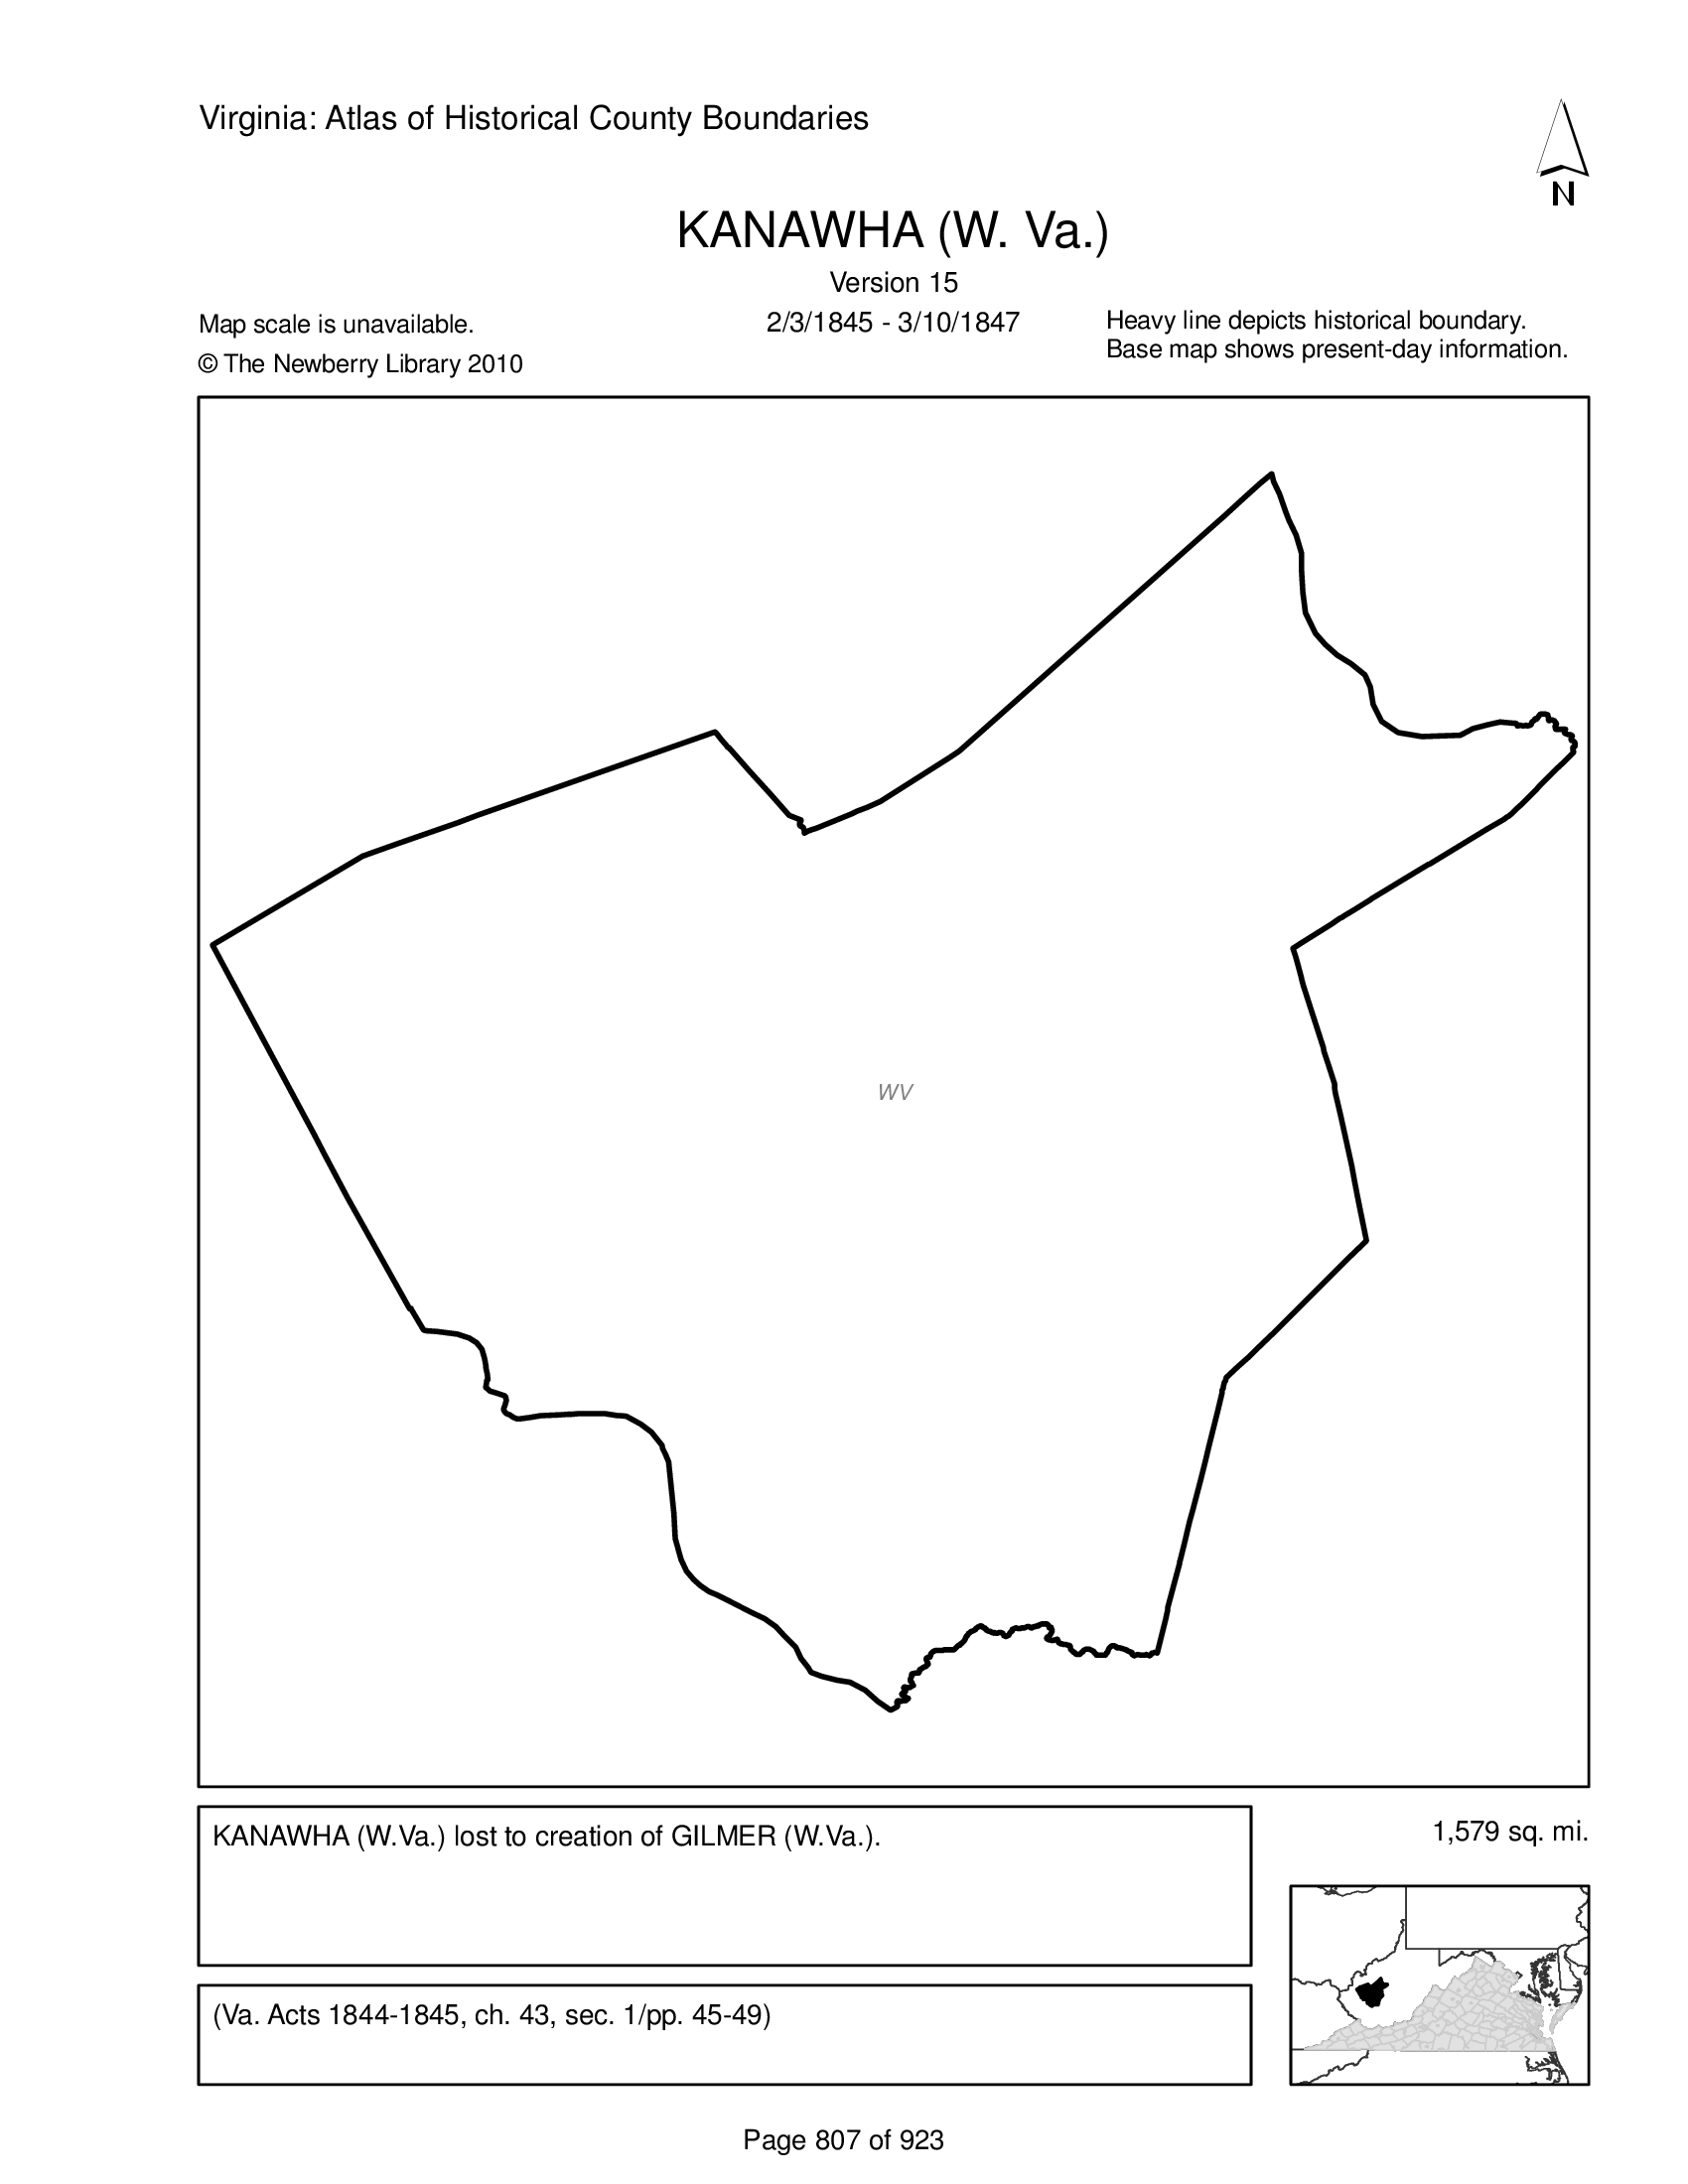 Virginia: Atlas of Historical County Boundaries
N
KANAWHA (W. Va.)
Version 15
Map scale is unavailable.
2/3/1845 - 3/10/1847
Heavy line depicts historical boundary.
Base map shows present-day information.
© The Newberry Library 2010
WV
KANAWHA (W.Va.) lost to creation of GILMER (W.Va.).
1,579 sq. mi.
(Va. Acts 1844-1845, ch. 43, sec. 1/pp. 45-49)
Page 807 of 923